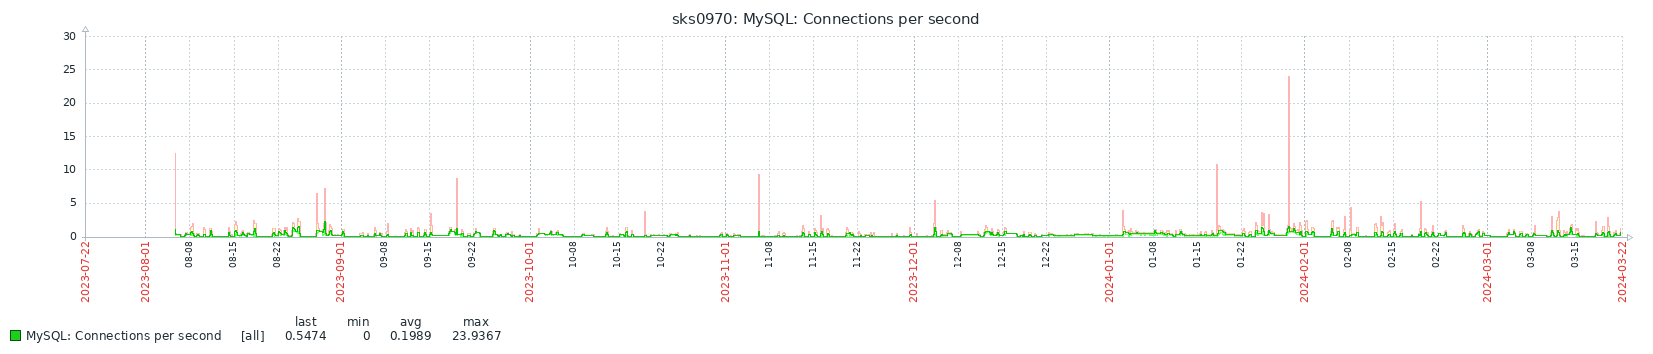 sks0970: MySQL: Connections per second
30
25
20
15
10
5
0
2023-07-22 2023-08-01 08-08 08-15 08-22 2023-09-01 09-08 09-15 09-22 2023-10-01 10-08 10-15 10-22 2023-11-01 11-08 11-15 11-22 2023-12-01 12-08 12-15 12-22 2024-01-01 01-08 01-15 01-22 2024-02-01 02-08 02-15 02-22 2024-03-01 03-08 03-15 2024-03-22
last min avg max
MySQL: Connections per second [all] 0.5474 0 0.1989 23.9367